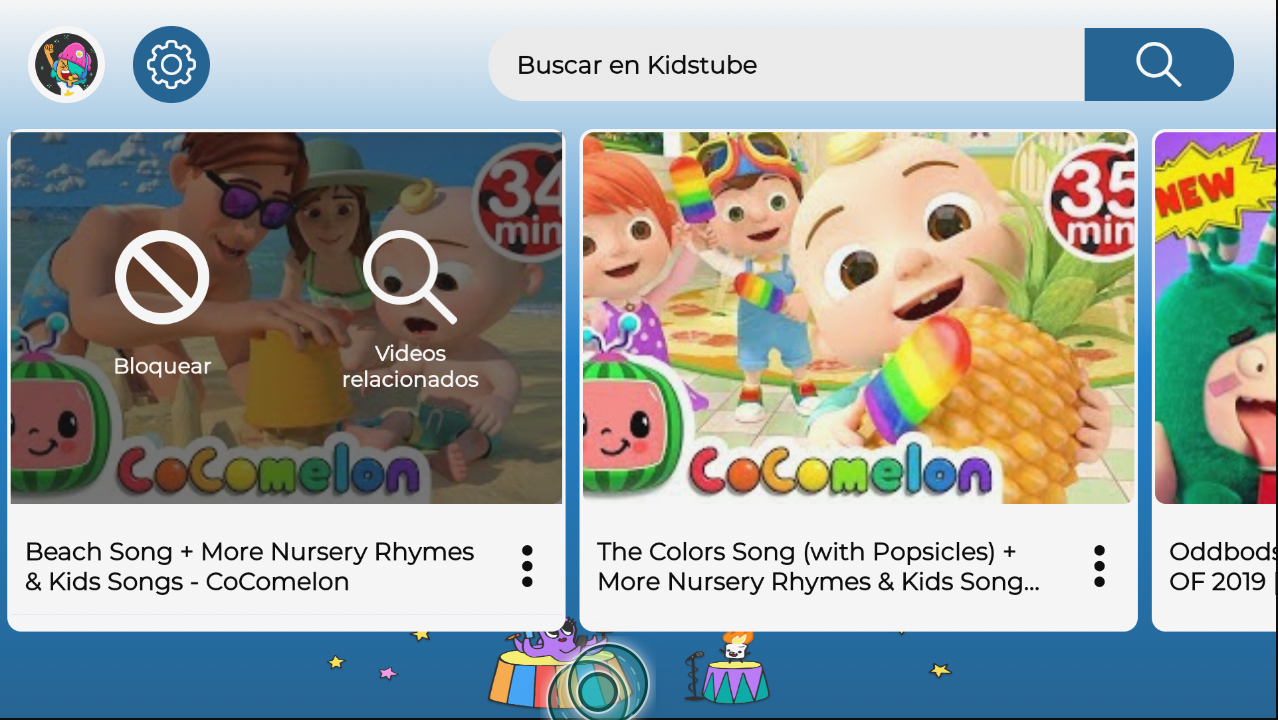 Buscar en Kidstube
34
min
Bloquear
Videos
relacionados
CoComelon
Beach Song + More Nursery Rhymes
& Kids Songs - CoComelon
35
min
CoComelon
The Colors Song (with Popsicles) +
More Nursery Rhymes & Kids Song...
NEW
Oddbods
OF 2019